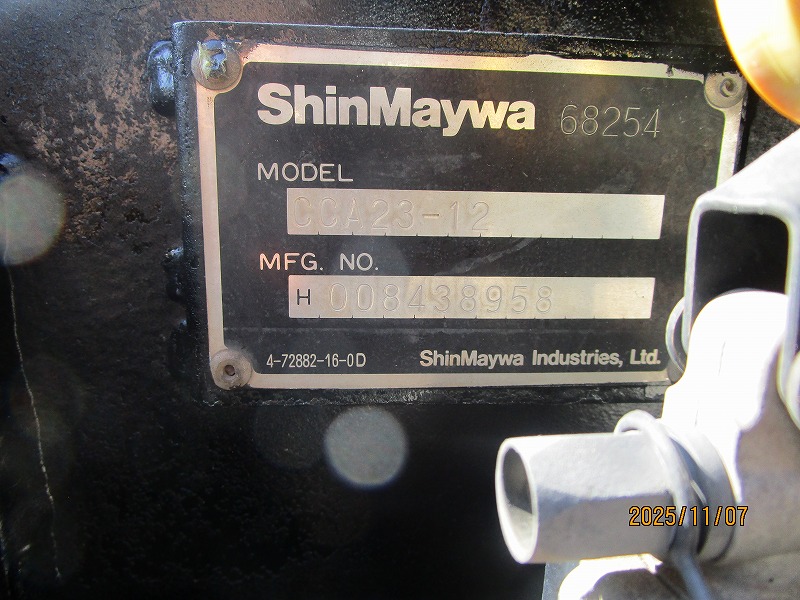 ShinMaywa 68254
MODEL
CCA23-12
MFG. NO.
H 008438958
4-72882-16-0D ShinMaywa Industries, Ltd.
2025/11/07